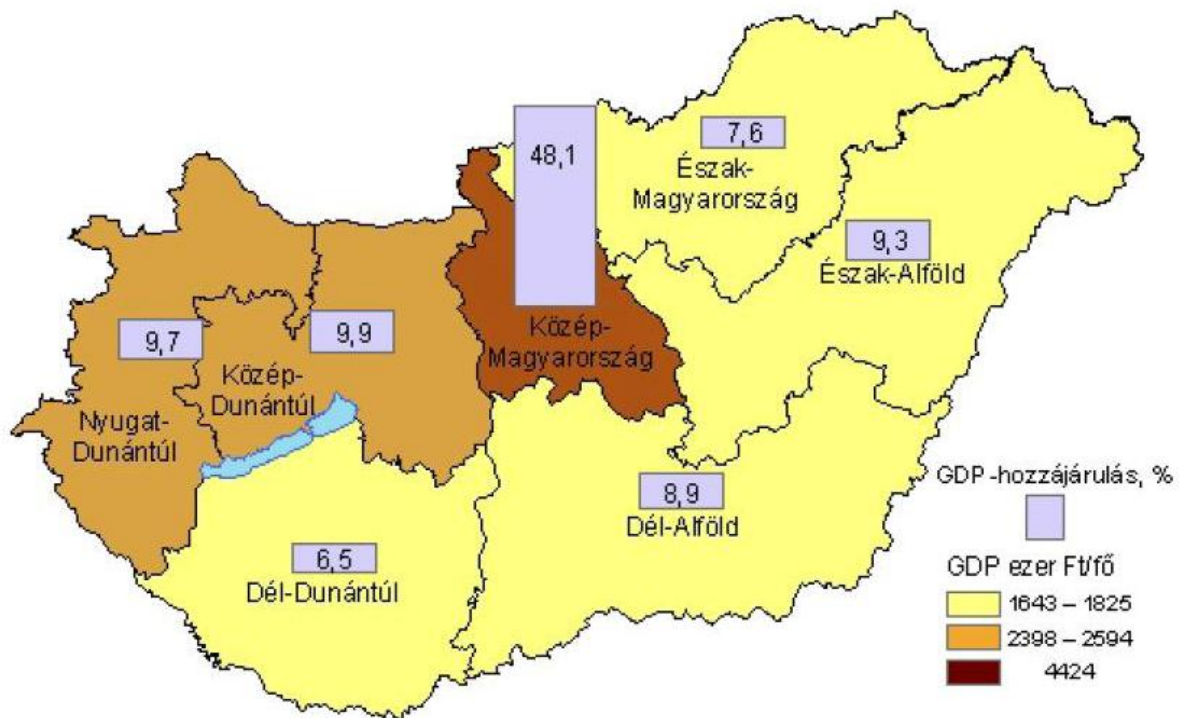 48,1
7,6
Észak-
Magyarország
9,3
Észak-Alföld
9,7
9,9
Közép-
Magyarország
Közép-
Dunántúl
Nyugat-
Dunántúl
8,9
Dél-Alföld
6,5
Dél-Dunántúl
GDP-hozzájárulás, %
GDP ezer Ft/fő
1643 – 1825
2398 – 2594
4424